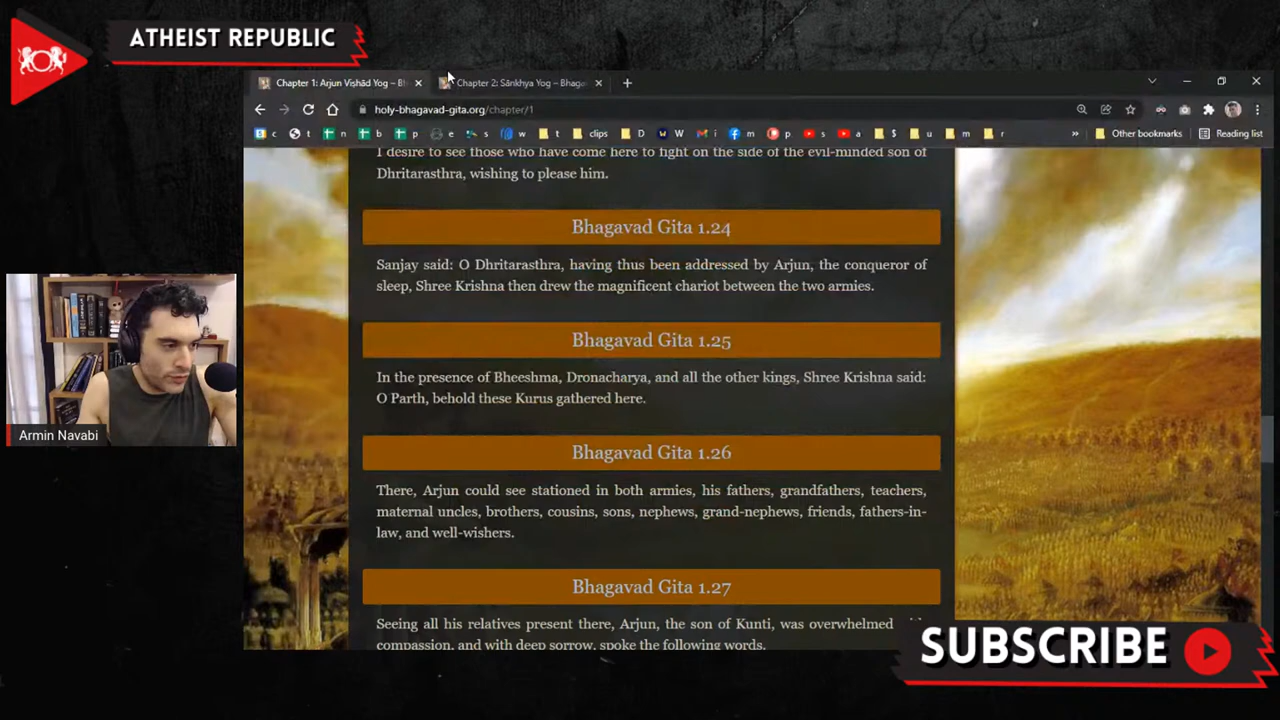 ATHEIST REPUBLIC
Chapter 1: Arjun Viṣhād Yog – B
Chapter 2: Sānkhya Yog – Bhaga
holy-bhagavad-gita.org/chapter/1
c t n b p e s w t clips D W i m p s a $ u m r » Other bookmarks Reading list
I desire to see those who have come here to fight on the side of the evil-minded son of
Dhritarasthra, wishing to please him.
Bhagavad Gita 1.24
Sanjay said: O Dhritarasthra, having thus been addressed by Arjun, the conqueror of
sleep, Shree Krishna then drew the magnificent chariot between the two armies.
Bhagavad Gita 1.25
In the presence of Bheeshma, Dronacharya, and all the other kings, Shree Krishna said:
O Parth, behold these Kurus gathered here.
Bhagavad Gita 1.26
There, Arjun could see stationed in both armies, his fathers, grandfathers, teachers,
maternal uncles, brothers, cousins, sons, nephews, grand-nephews, friends, fathers-in-
law, and well-wishers.
Bhagavad Gita 1.27
Seeing all his relatives present there, Arjun, the son of Kunti, was overwhelmed
compassion, and with deep sorrow, spoke the following words.
Armin Navabi
SUBSCRIBE